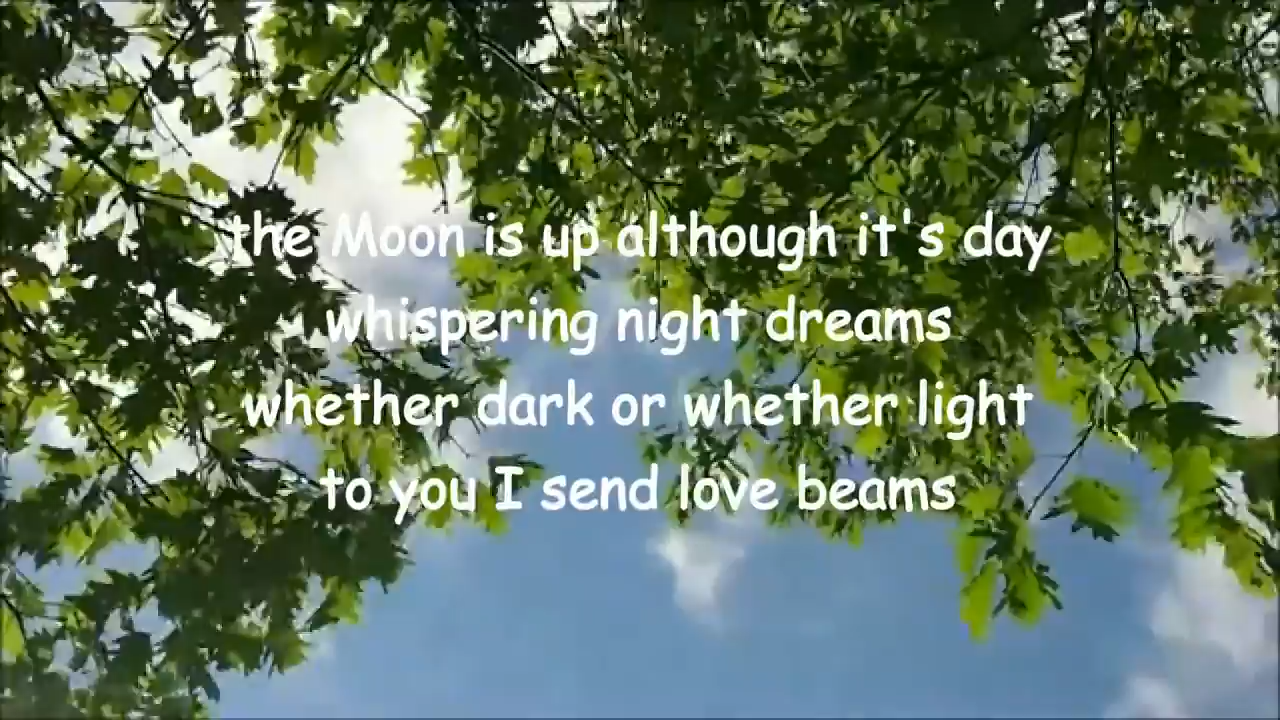 the Moon is up although it's day
whispering night dreams
whether dark or whether light
to you I send love beams